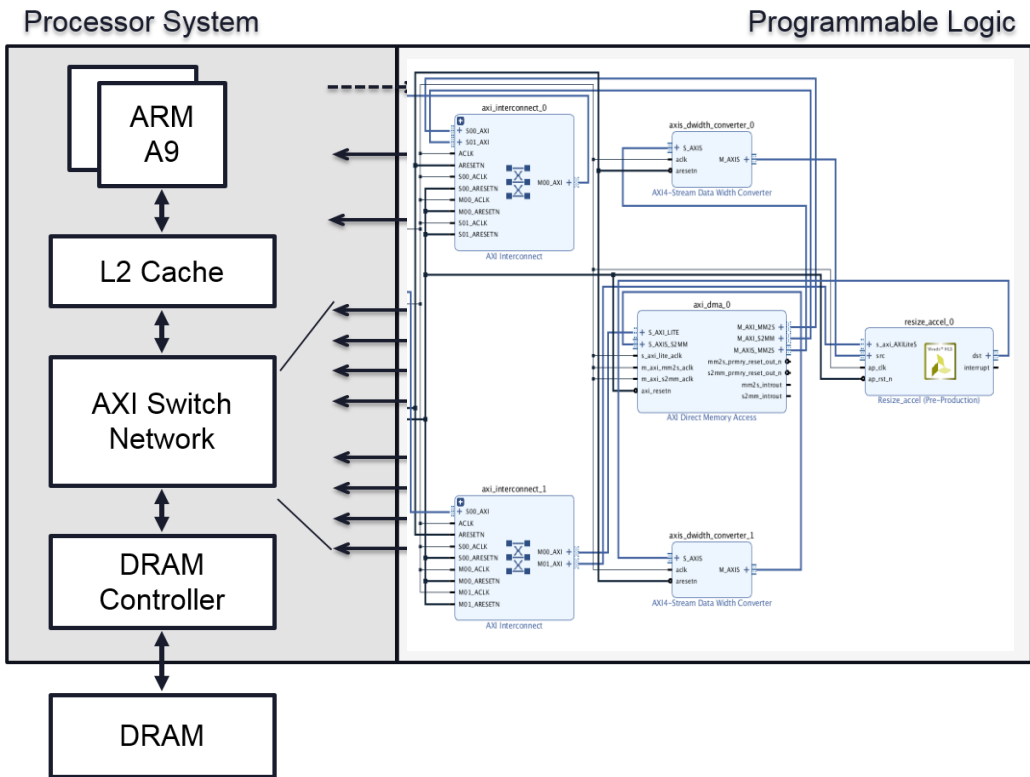 Processor System
Programmable Logic
ARM
A9
L2 Cache
AXI Switch
Network
DRAM
Controller
DRAM
axi_interconnect_0
S00_AXI
S01_AXI
ACLK
ARESETN
S00_ACLK
S00_ARESETN
M00_ACLK
M00_ARESETN
S01_ACLK
S01_ARESETN
M00_AXI
AXI Interconnect
axis_dwidth_converter_0
S_AXIS
aclk
aresetn
M_AXIS
AXI4-Stream Data Width Converter
axi_dma_0
S_AXI_LITE
S_AXIS_S2MM
s_axi_lite_aclk
m_axi_mm2s_aclk
m_axi_s2mm_aclk
axi_resetn
M_AXI_MM2S
M_AXI_S2MM
M_AXIS_MM2S
mm2s_prmry_reset_out_n
s2mm_prmry_reset_out_n
mm2s_introut
s2mm_introut
AXI Direct Memory Access
resize_accel_0
s_axi_AXILiteS
src
ap_clk
ap_rst_n
dst
interrupt
Resize_accel (Pre-Production)
axi_interconnect_1
S00_AXI
ACLK
ARESETN
S00_ACLK
S00_ARESETN
M00_ACLK
M00_ARESETN
M01_ACLK
M01_ARESETN
M00_AXI
M01_AXI
AXI Interconnect
axis_dwidth_converter_1
S_AXIS
aclk
aresetn
M_AXIS
AXI4-Stream Data Width Converter